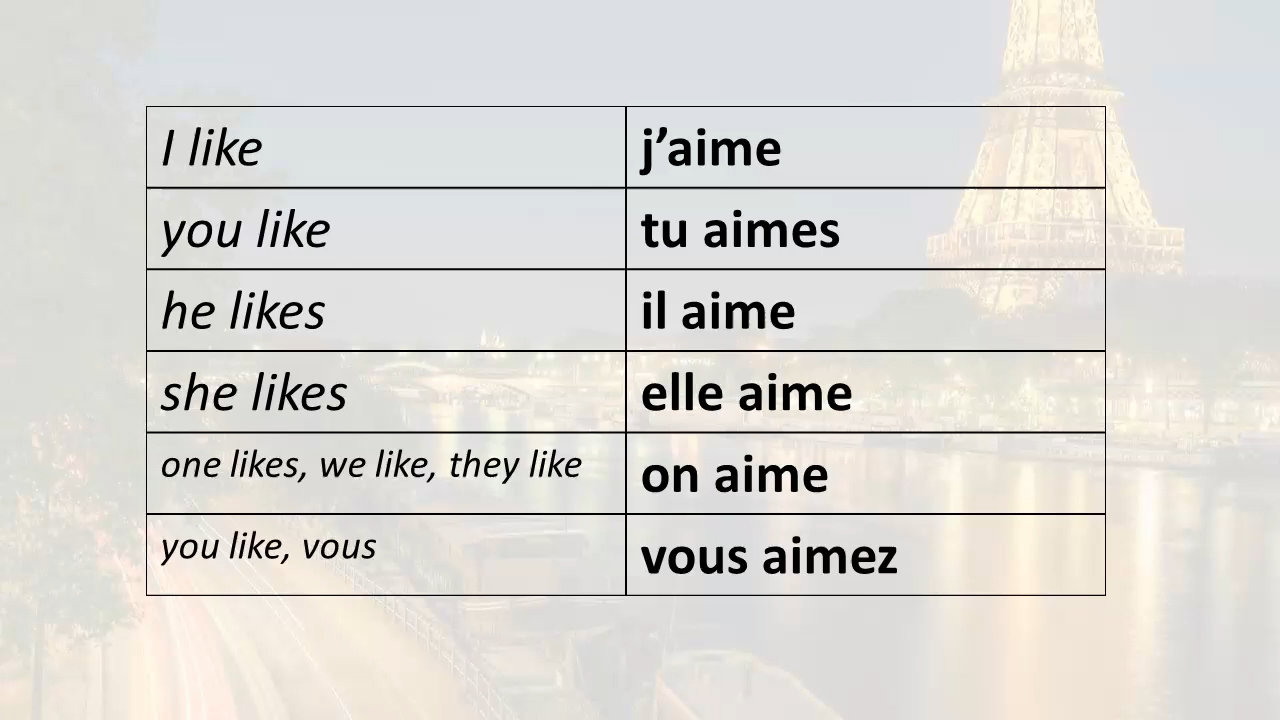 I like j’aime
you like tu aimes
he likes il aime
she likes elle aime
one likes, we like, they like on aime
you like, vous vous aimez